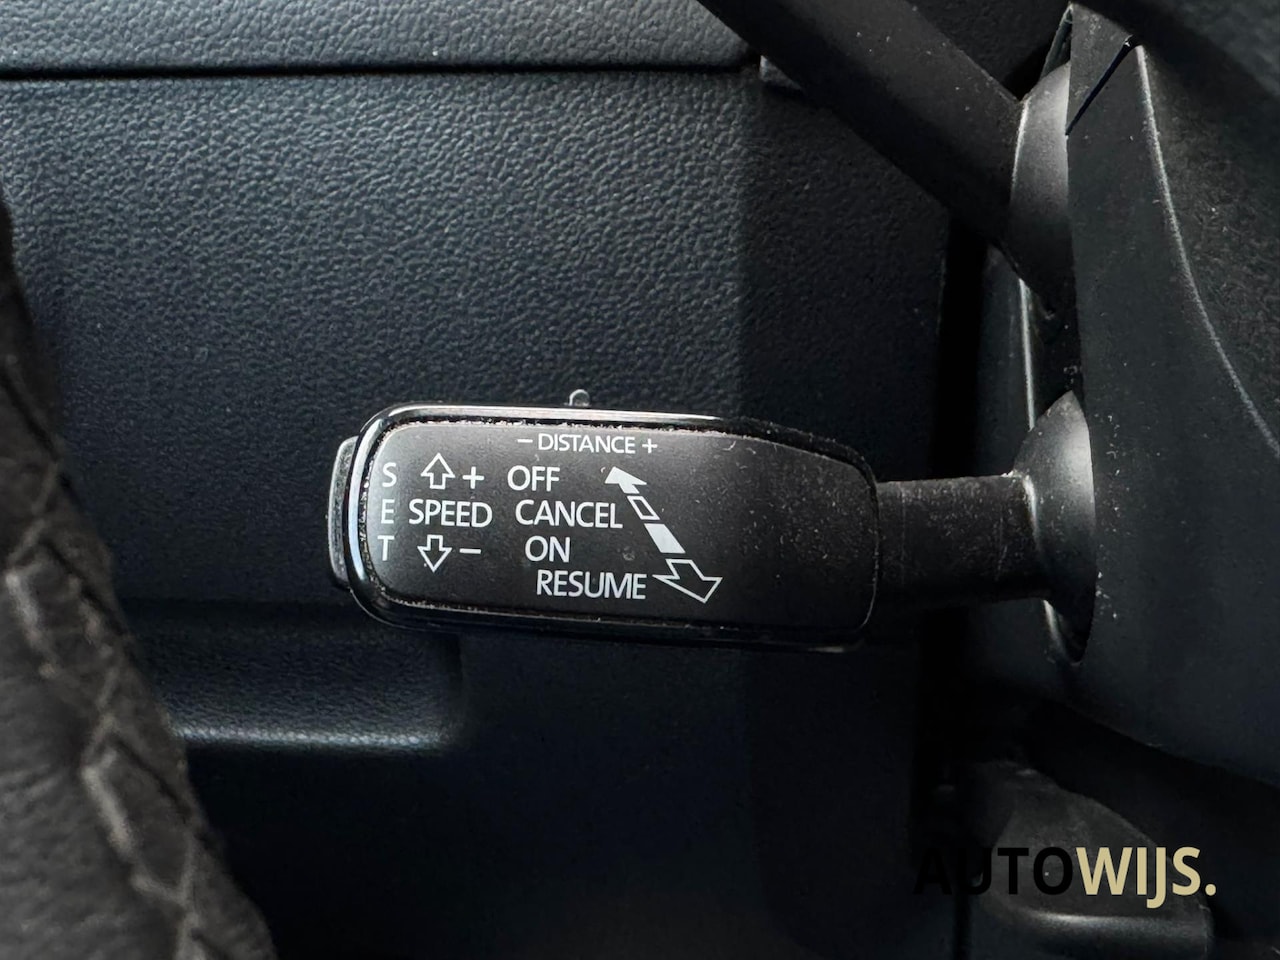 − DISTANCE +
S + OFF
E SPEED CANCEL
T − ON
RESUME
AUTOWIJS.